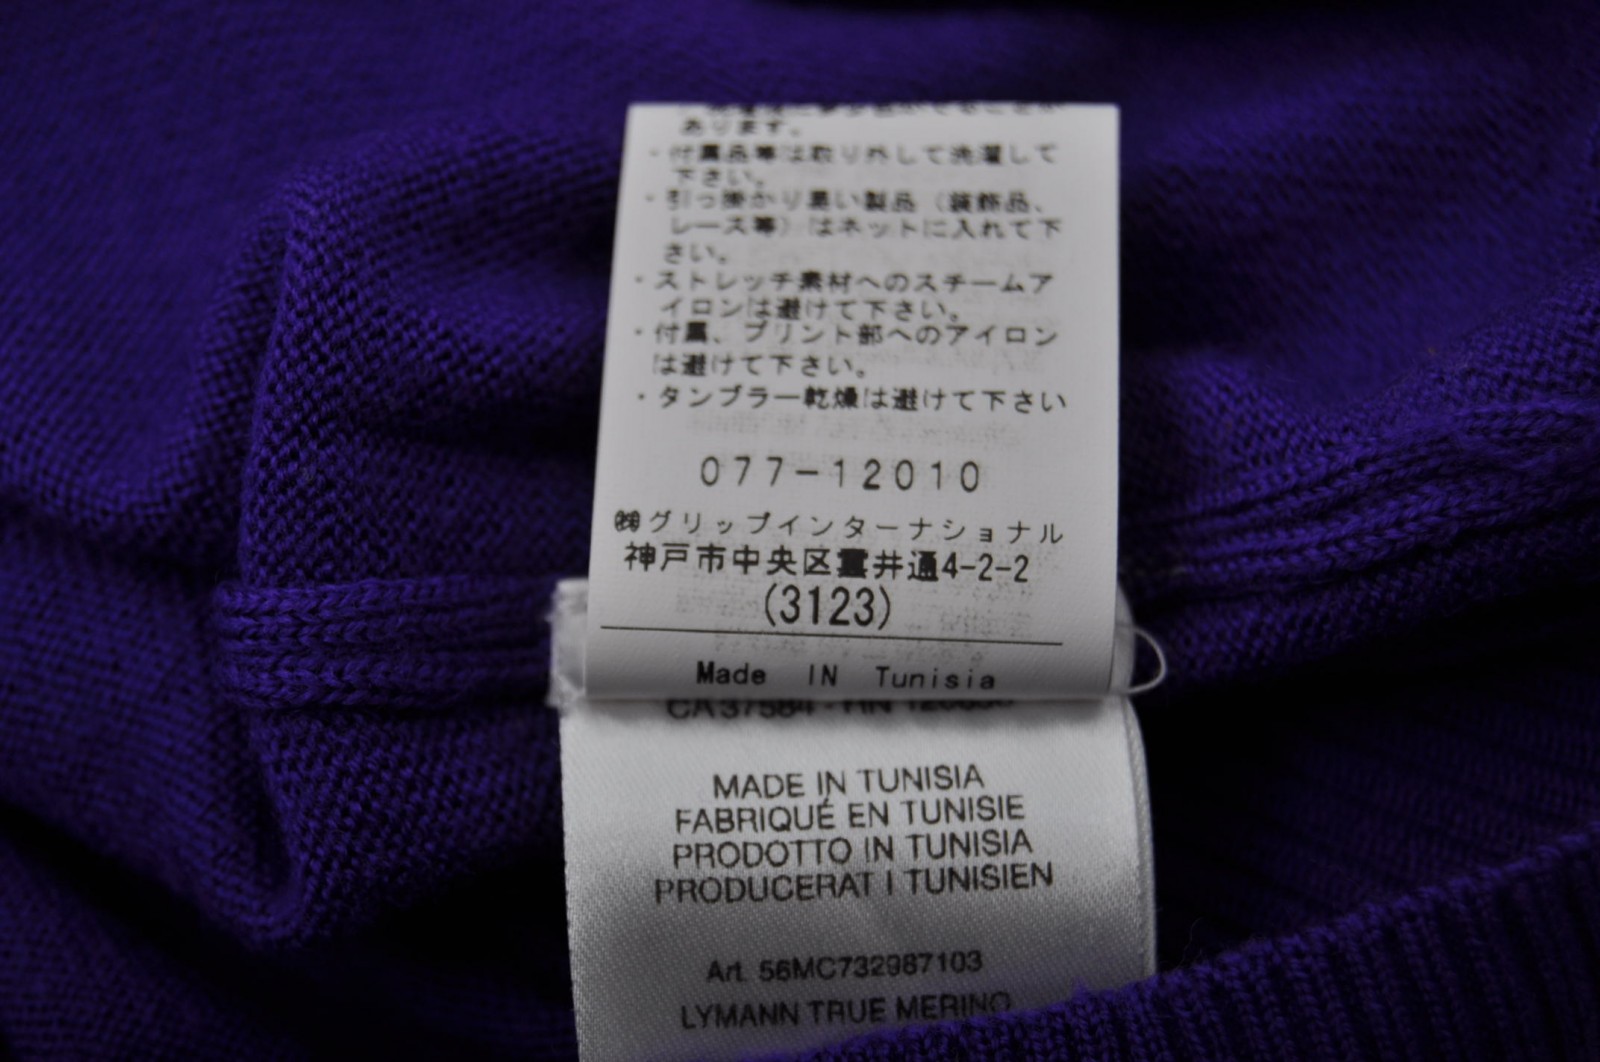 あります。
・付属品等は取り外して洗濯して
下さい。
・引っ掛かり易い製品（装飾品、
レース等）はネットに入れて下
さい。
・ストレッチ素材へのスチームア
イロンは避けて下さい。
・付属、プリント部へのアイロン
は避けて下さい。
・タンブラー乾燥は避けて下さい
077-12010
㈱グリップインターナショナル
神戸市中央区雲井通4-2-2
(3123)
Made IN Tunisia
CA 37584 - RN
MADE IN TUNISIA
FABRIQUÉ EN TUNISIE
PRODOTTO IN TUNISIA
PRODUCERAT I TUNISIEN
Art. 56MC732987103
LYMANN TRUE MERINO